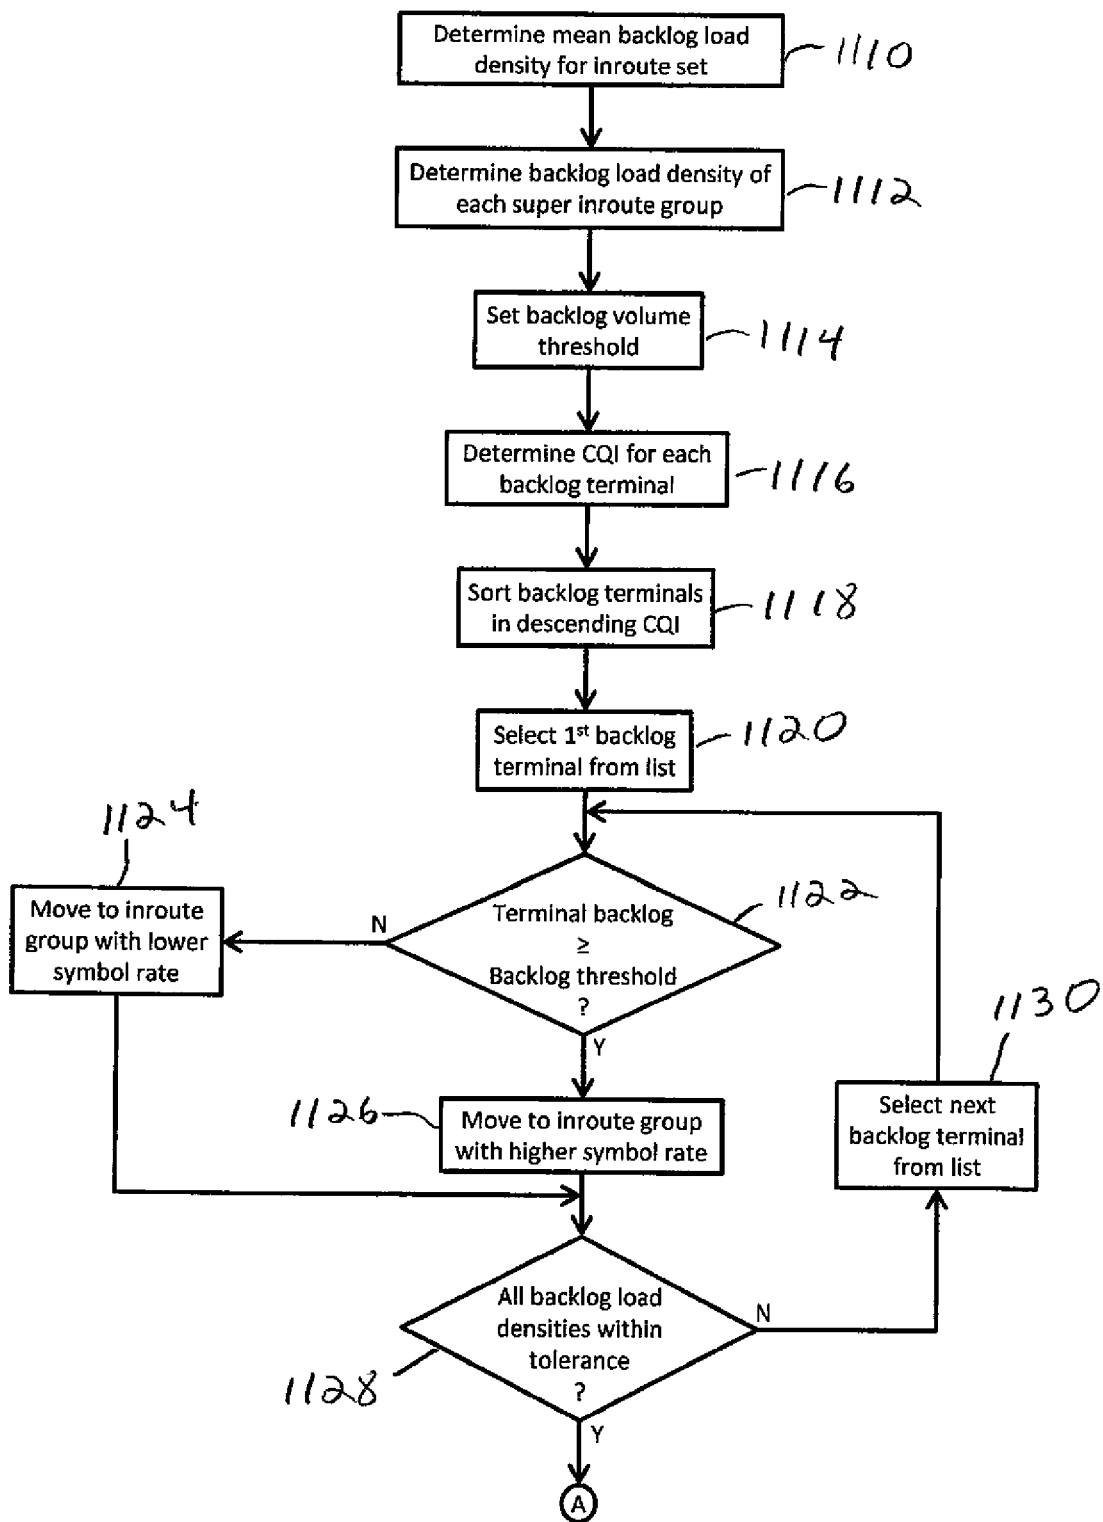 Determine mean backlog load
density for inroute set
1110
Determine backlog load density of
each super inroute group
1112
Set backlog volume
threshold
1114
Determine CQI for each
backlog terminal
1116
Sort backlog terminals
in descending CQI
1118
Select 1st backlog
terminal from list
1120
1124
Move to inroute
group with lower
symbol rate
N
Terminal backlog
≥
Backlog threshold
?
1122
Y
1130
Select next
backlog terminal
from list
1126
Move to inroute group
with higher symbol rate
All backlog load
densities within
tolerance
?
N
1128
Y
A